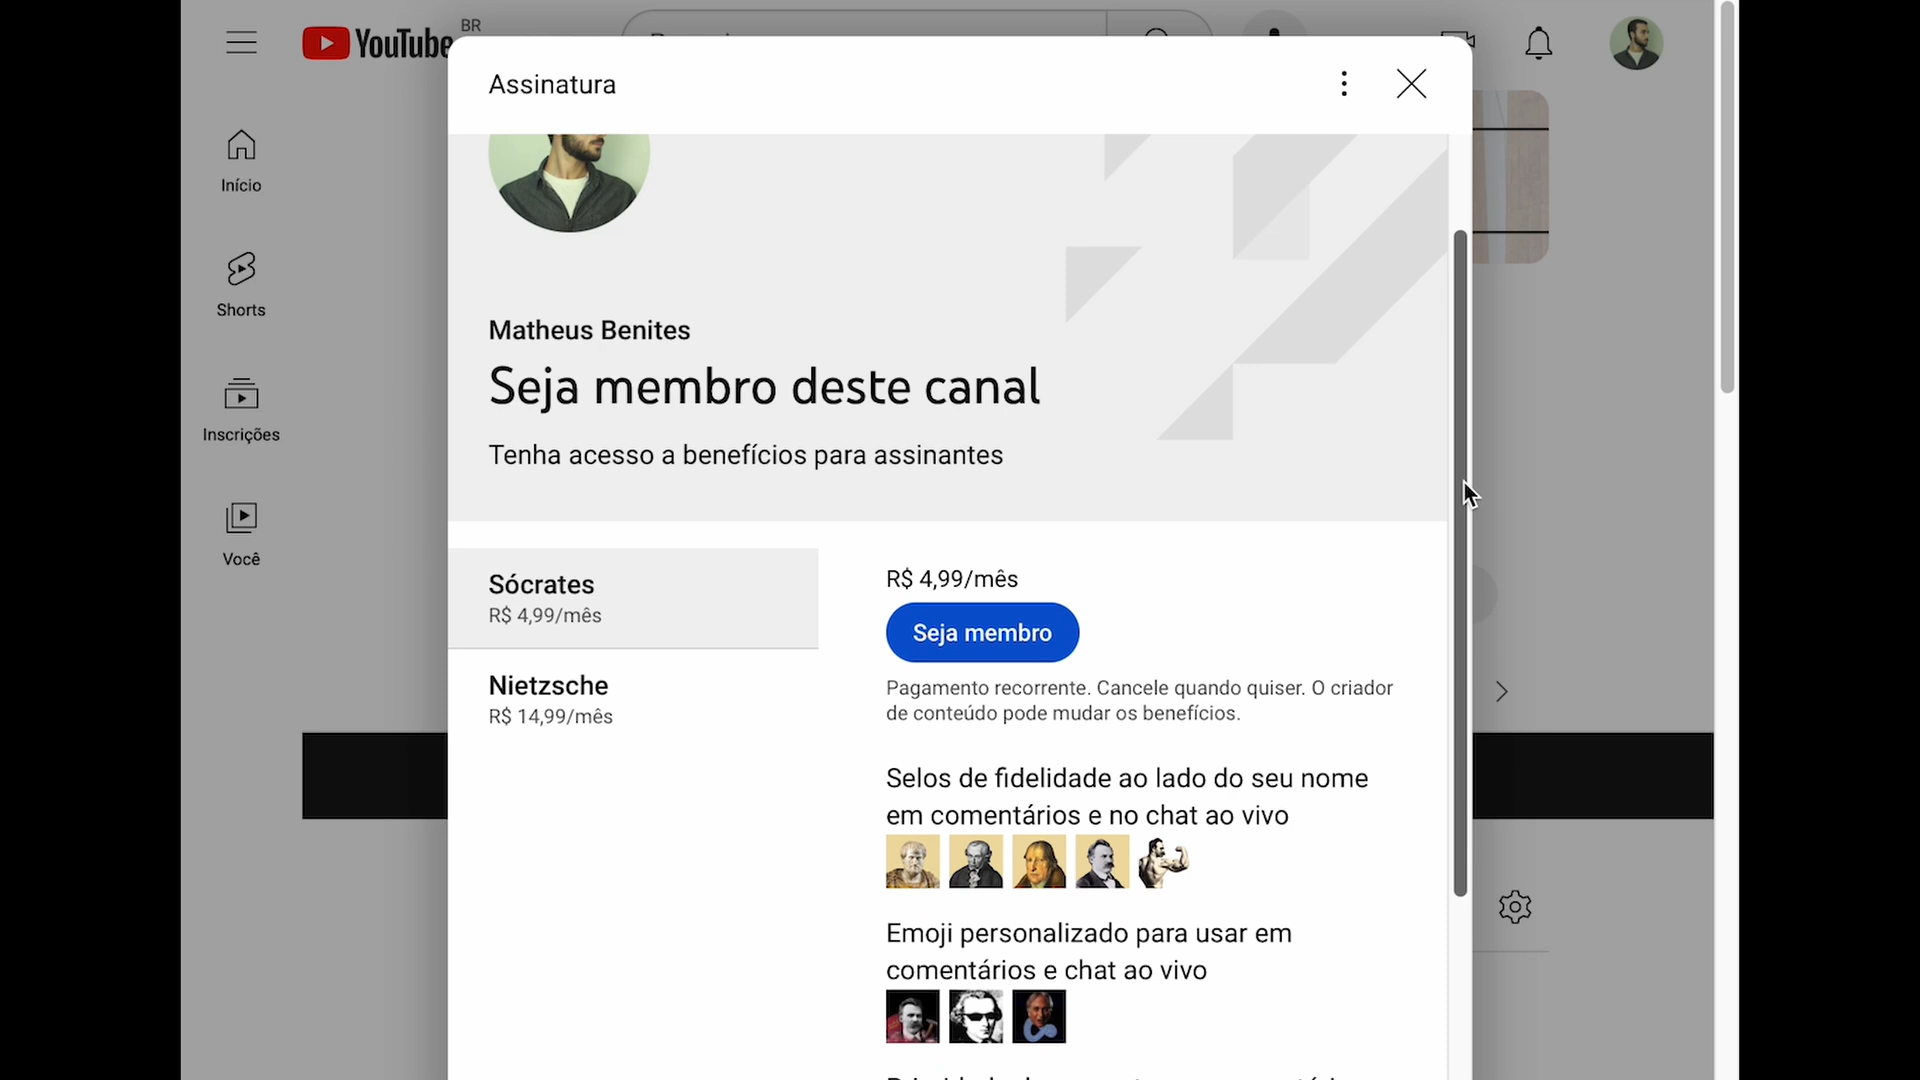 BR
YouTube
Assinatura
Início
Shorts
Inscrições
Você
Matheus Benites
Seja membro deste canal
Tenha acesso a benefícios para assinantes
Sócrates
R$ 4,99/mês
Nietzsche
R$ 14,99/mês
R$ 4,99/mês
Seja membro
Pagamento recorrente. Cancele quando quiser. O criador
de conteúdo pode mudar os benefícios.
Selos de fidelidade ao lado do seu nome
em comentários e no chat ao vivo
Emoji personalizado para usar em
comentários e chat ao vivo